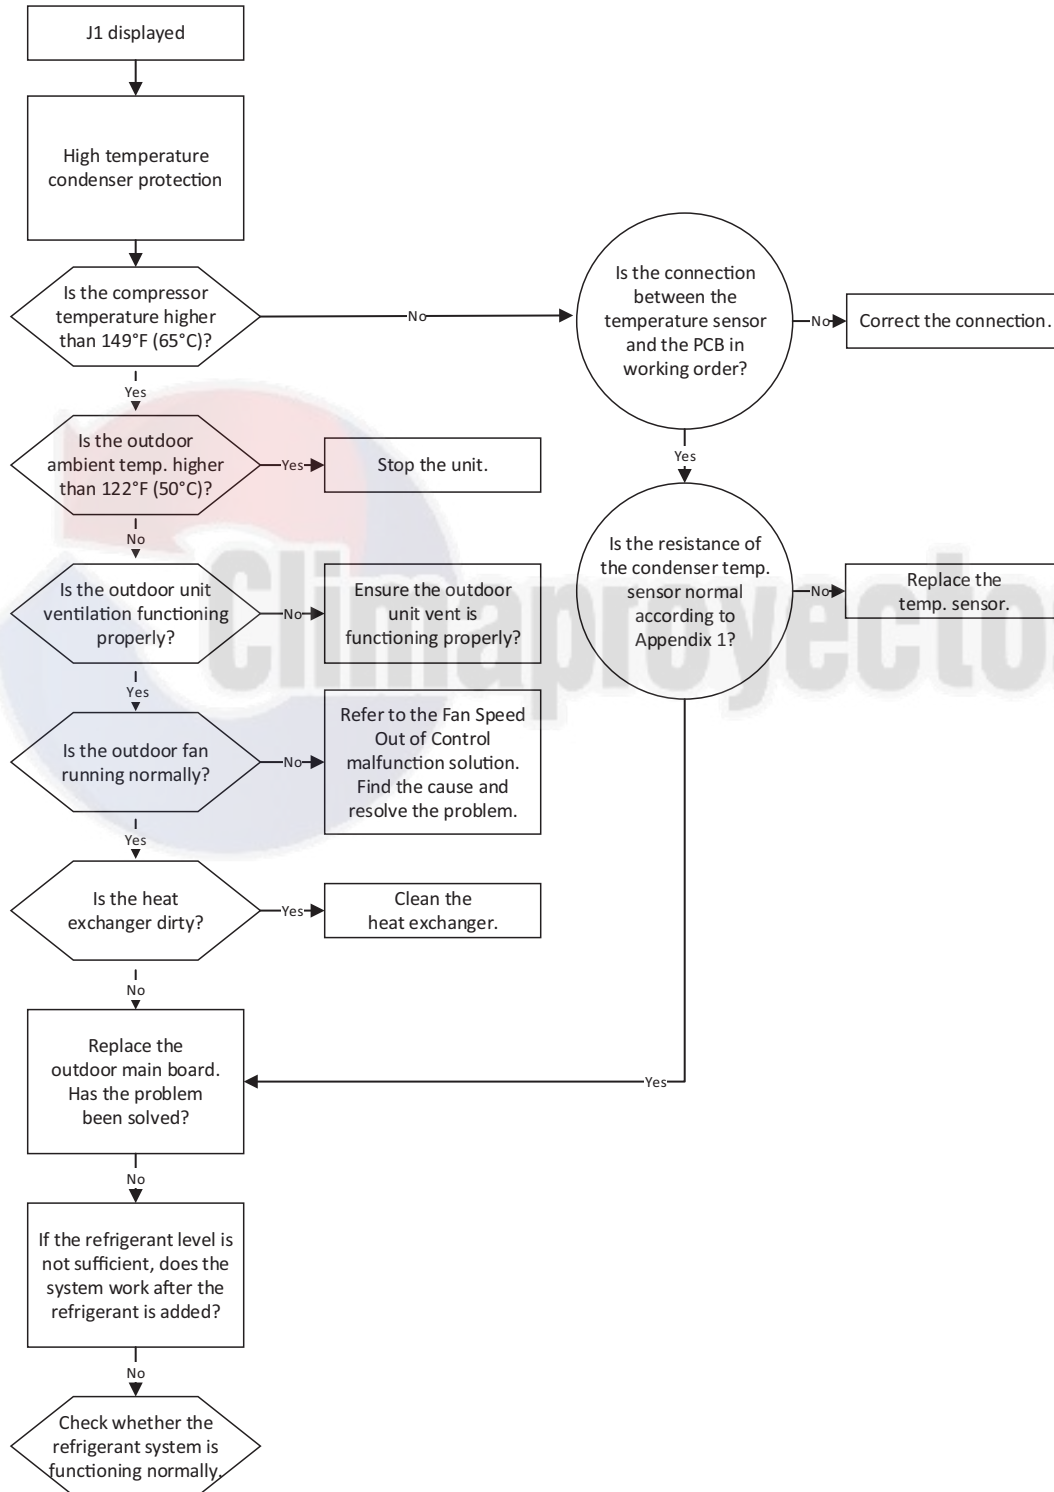 J1 displayed
High temperature
condenser protection
Is the compressor
temperature higher
than 149°F (65°C)?
No
Is the connection
between the
temperature sensor
and the PCB in
working order?
No
Correct the connection.
Yes
Is the outdoor
ambient temp. higher
than 122°F (50°C)?
Yes
Stop the unit.
Yes
No
Is the outdoor unit
ventilation functioning
properly?
No
Ensure the outdoor
unit vent is
functioning properly?
Is the resistance of
the condenser temp.
sensor normal
according to
Appendix 1?
No
Replace the
temp. sensor.
Climaproyecto
Yes
Is the outdoor fan
running normally?
No
Refer to the Fan Speed
Out of Control
malfunction solution.
Find the cause and
resolve the problem.
Yes
Is the heat
exchanger dirty?
Yes
Clean the
heat exchanger.
No
Replace the
outdoor main board.
Has the problem
been solved?
Yes
No
If the refrigerant level is
not sufficient, does the
system work after the
refrigerant is added?
No
Check whether the
refrigerant system is
functioning normally.